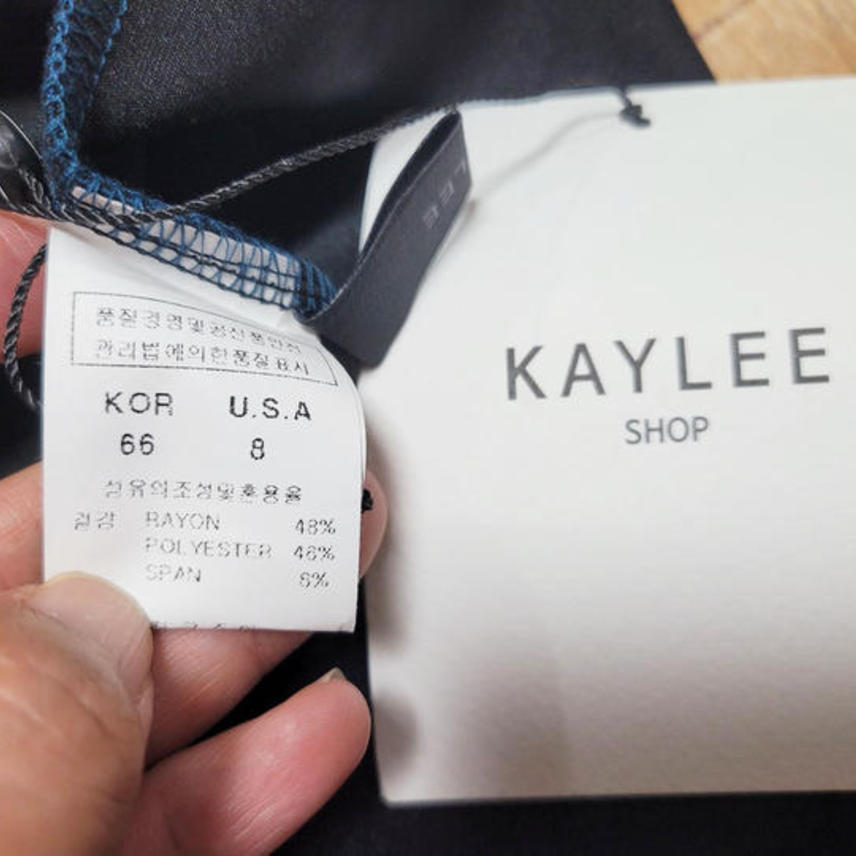 품질경영및공산품안전
관리법에의한품질표시
KOR U.S.A
66 8
섬유의조성및혼용율
겉감 RAYON 48%
POLYESTER 46%
SPAN 6%
LEE
KAYLEE
SHOP